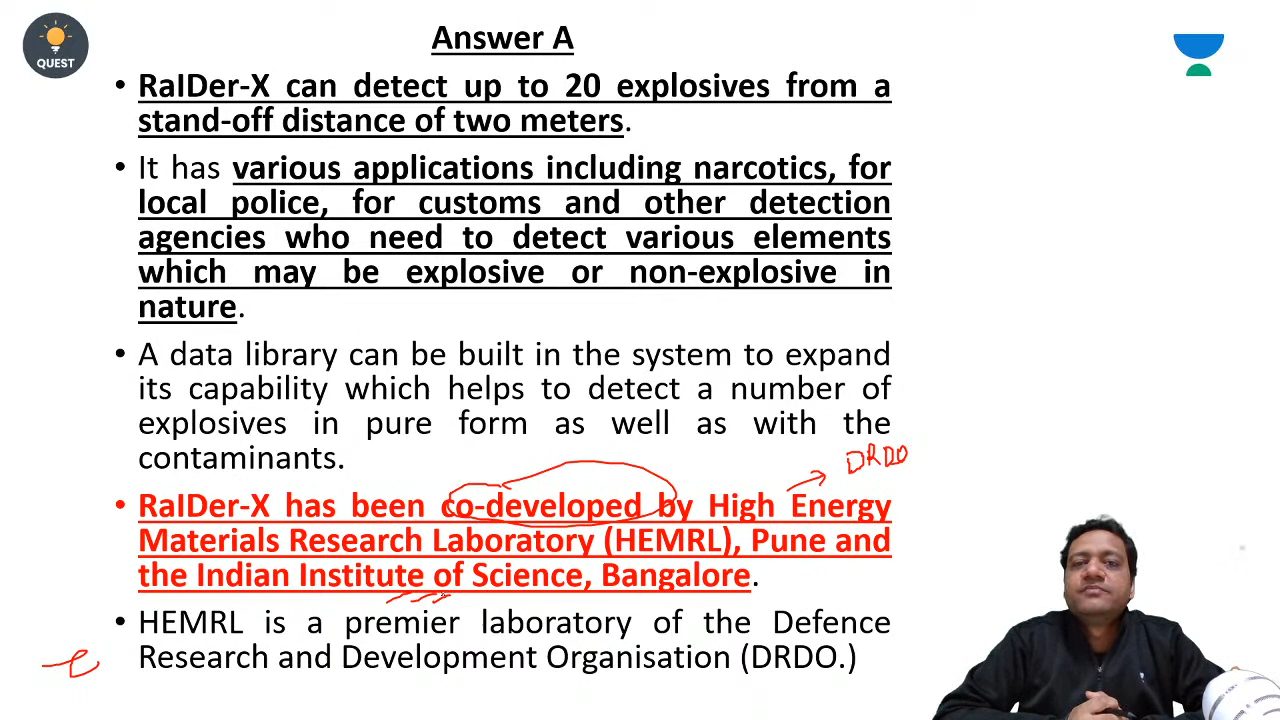 QUEST
Answer A
• RaIDer-X can detect up to 20 explosives from a
stand-off distance of two meters.
• It has various applications including narcotics, for
local police, for customs and other detection
agencies who need to detect various elements
which may be explosive or non-explosive in
nature.
• A data library can be built in the system to expand
its capability which helps to detect a number of
explosives in pure form as well as with the
contaminants.
DRDO
• RaIDer-X has been co-developed by High Energy
Materials Research Laboratory (HEMRL), Pune and
the Indian Institute of Science, Bangalore.
• HEMRL is a premier laboratory of the Defence
Research and Development Organisation (DRDO.)